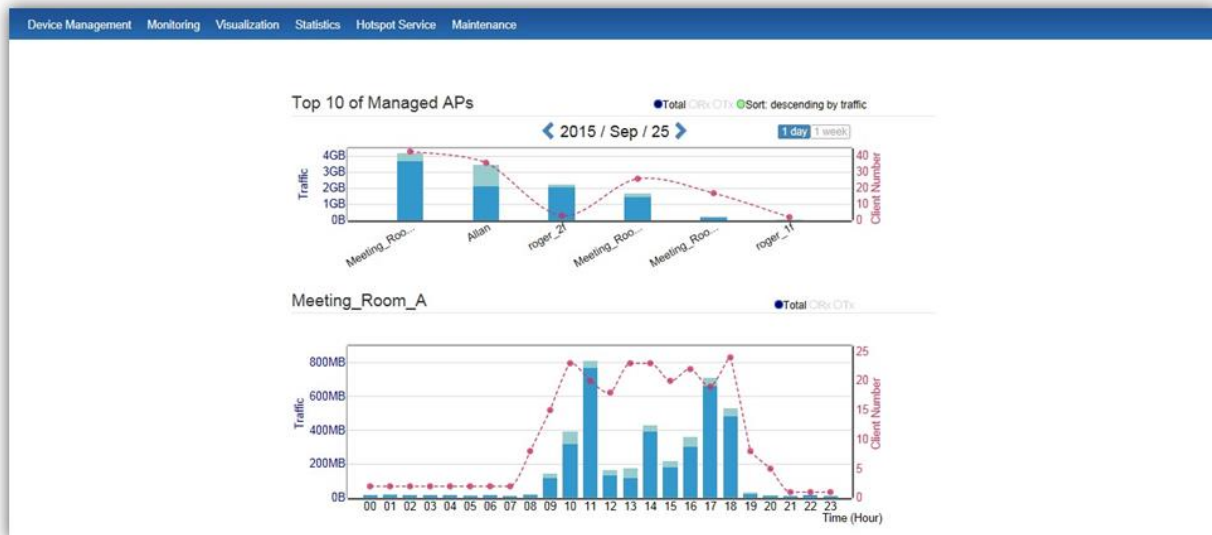 Device Management Monitoring Visualization Statistics Hotspot Service Maintenance
Top 10 of Managed APs
Total Rx Tx Sort: descending by traffic
2015 / Sep / 25
1 day 1 week
Traffic
4GB
3GB
2GB
1GB
0B
40
30
20
10
0
Client Number
Meeting_Roo... Allan roger_2f Meeting_Roo... Meeting_Roo... roger_1f
Meeting_Room_A
Total Rx Tx
Traffic
800MB
600MB
400MB
200MB
0B
25
20
15
10
5
0
Client Number
00 01 02 03 04 05 06 07 08 09 10 11 12 13 14 15 16 17 18 19 20 21 22 23
Time (Hour)